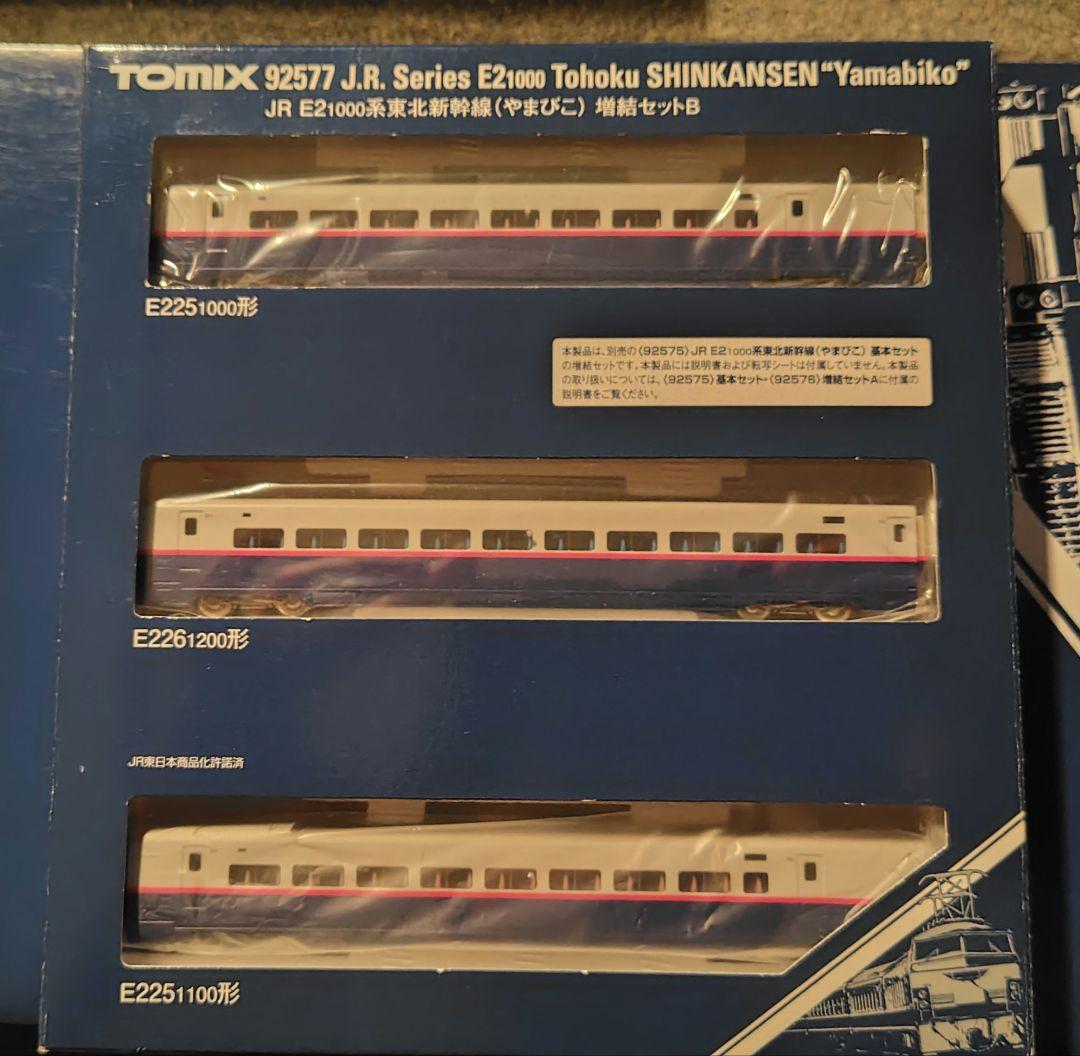 TOMIX 92577 J.R. Series E21000 Tohoku SHINKANSEN "Yamabiko"
JR E21000系東北新幹線（やまびこ）増結セットB
E2251000形
本製品は、別売の〈92575〉JR E21000系東北新幹線（やまびこ）基本セット
の増結セットです。本製品には説明書および転写シートは付属していません。本製品
の取り扱いについては、〈92575〉基本セット・〈92576〉増結セットAに付属の
説明書をご覧ください。
E2261200形
JR東日本商品化許諾済
E2251100形